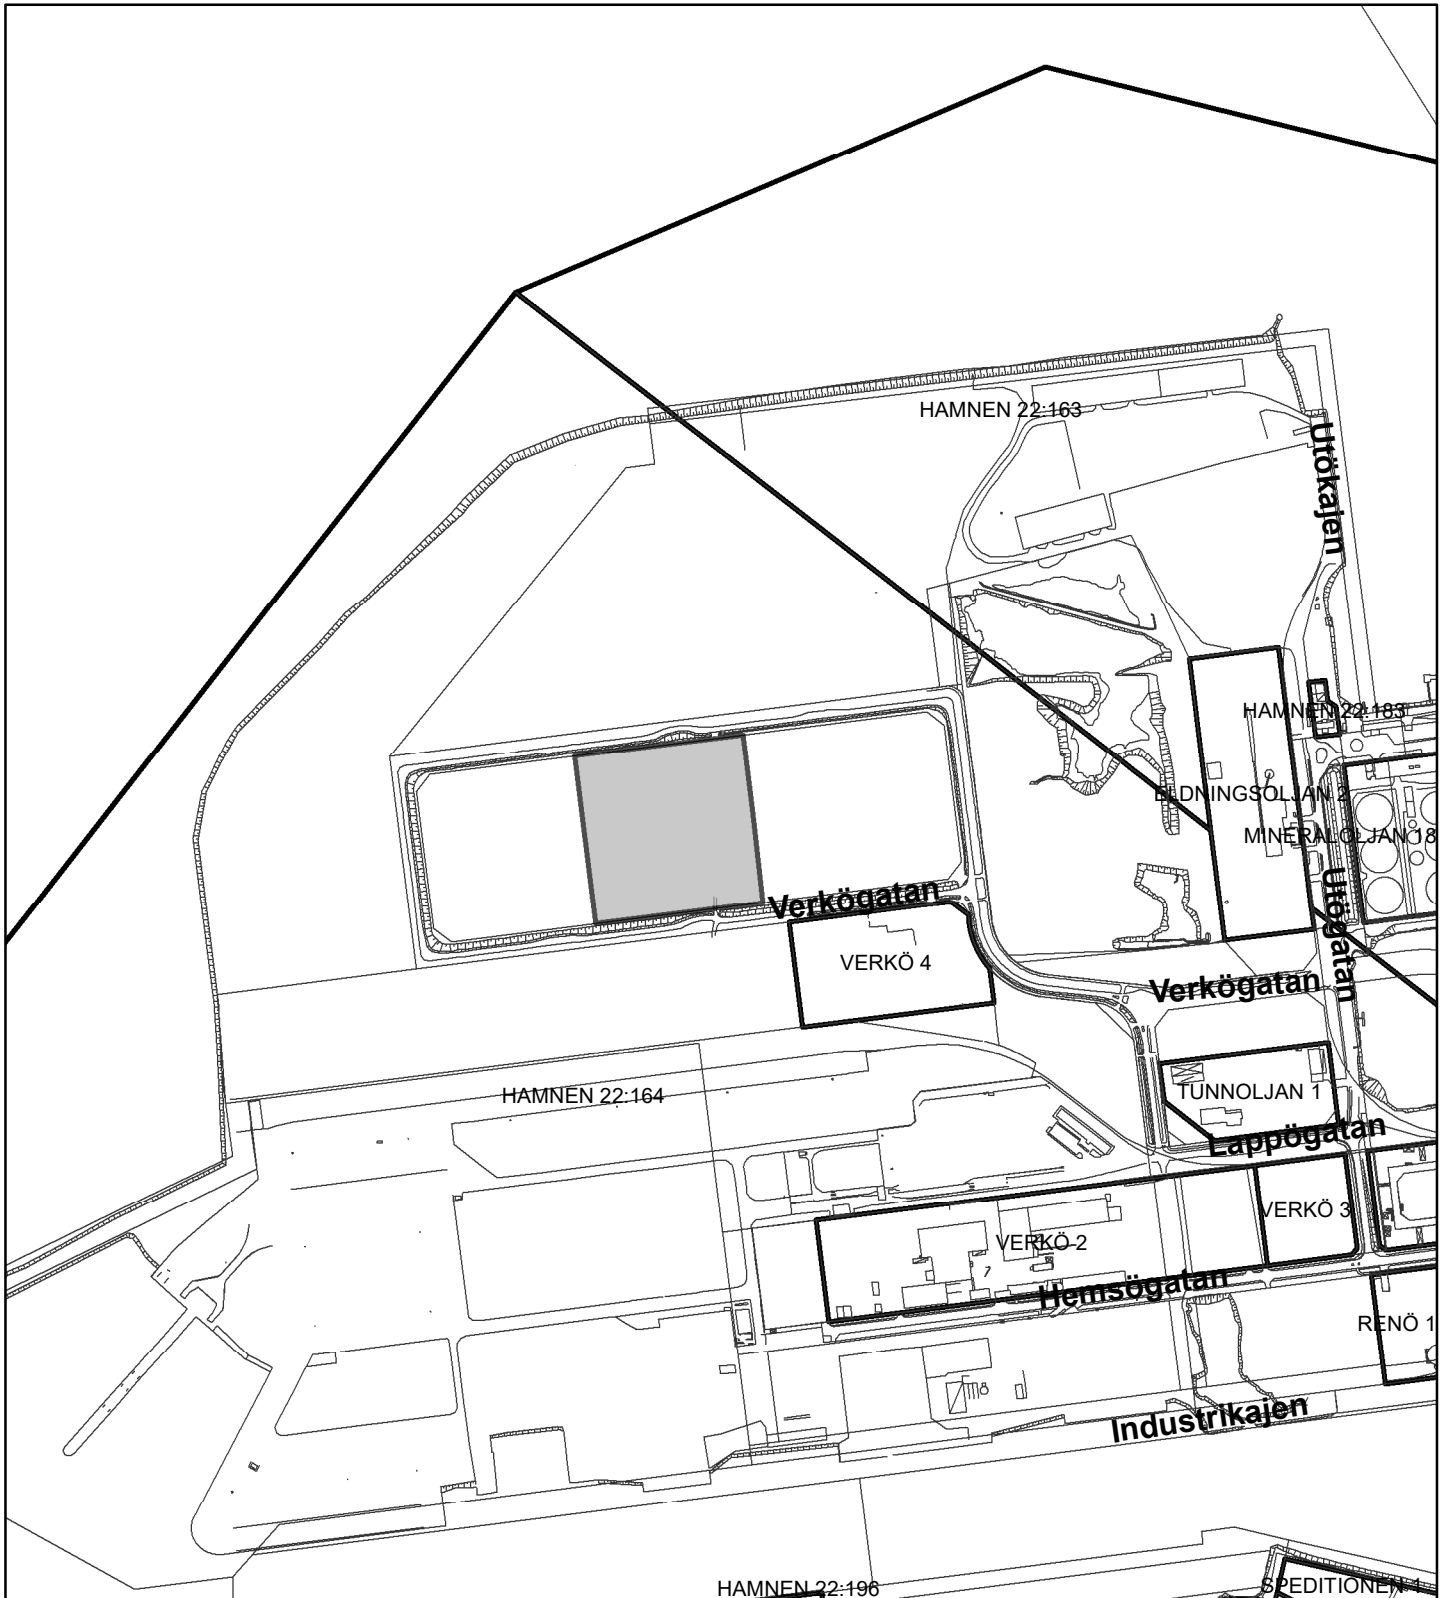 HAMNEN 22:163
Utökajen
HAMNEN 22:183
ELDNINGSOLJAN 2
MINERALOLJAN 18
Verkögatan
Utögatan
VERKÖ 4
Verkögatan
HAMNEN 22:164
TUNNOLJAN 1
Lappögatan
VERKÖ 3
VERKÖ 2
Hemsögatan
RENÖ 1
Industrikajen
HAMNEN 22:196
SPEDITIONEN 1